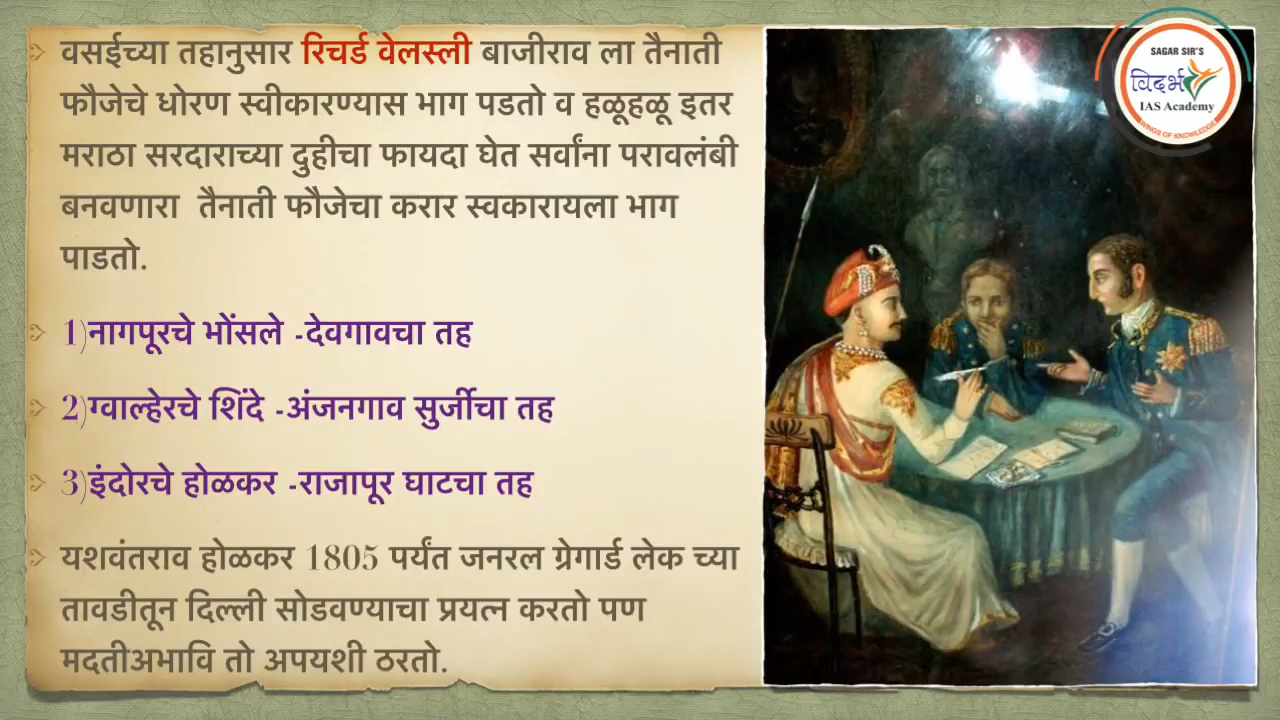 वसईच्या तहानुसार रिचर्ड वेलस्ली बाजीराव ला तैनाती
फौजेचे धोरण स्वीकारण्यास भाग पडतो व हळूहळू इतर
मराठा सरदाराच्या दुहीचा फायदा घेत सर्वांना परावलंबी
बनवणारा तैनाती फौजेचा करार स्वकारायला भाग
पाडतो.
1)नागपूरचे भोंसले -देवगावचा तह
2)ग्वाल्हेरचे शिंदे -अंजनगाव सुर्जीचा तह
3)इंदोरचे होळकर -राजापूर घाटचा तह
यशवंतराव होळकर 1805 पर्यंत जनरल ग्रेगार्ड लेक च्या
तावडीतून दिल्ली सोडवण्याचा प्रयत्न करतो पण
मदतीअभावि तो अपयशी ठरतो.
SAGAR SIR'S
विदर्भ
IAS Academy
WINGS OF KNOWLEDGE